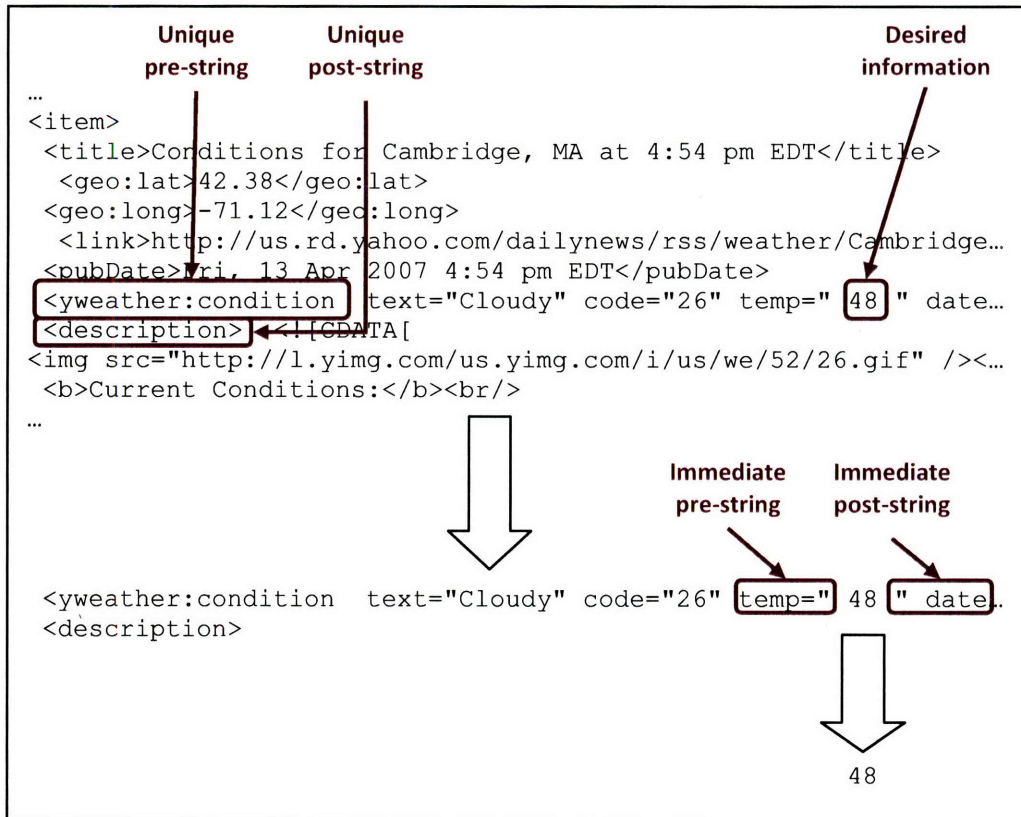 Unique pre-string
Unique post-string
Desired information
…
<item>
<title>Conditions for Cambridge, MA at 4:54 pm EDT</title>
<geo:lat>42.38</geo:lat>
<geo:long>-71.12</geo:long>
<link>http://us.rd.yahoo.com/dailynews/rss/weather/Cambridge…
<pubDate>Fri, 13 Apr 2007 4:54 pm EDT</pubDate>
<yweather:condition text="Cloudy" code="26" temp=" 48 " date…
<description> <![CDATA[
<img src="http://l.yimg.com/us.yimg.com/i/us/we/52/26.gif" /><…
<b>Current Conditions:</b><br/>
…
Immediate pre-string
Immediate post-string
<yweather:condition text="Cloudy" code="26" temp=" 48 " date…
<description>
48